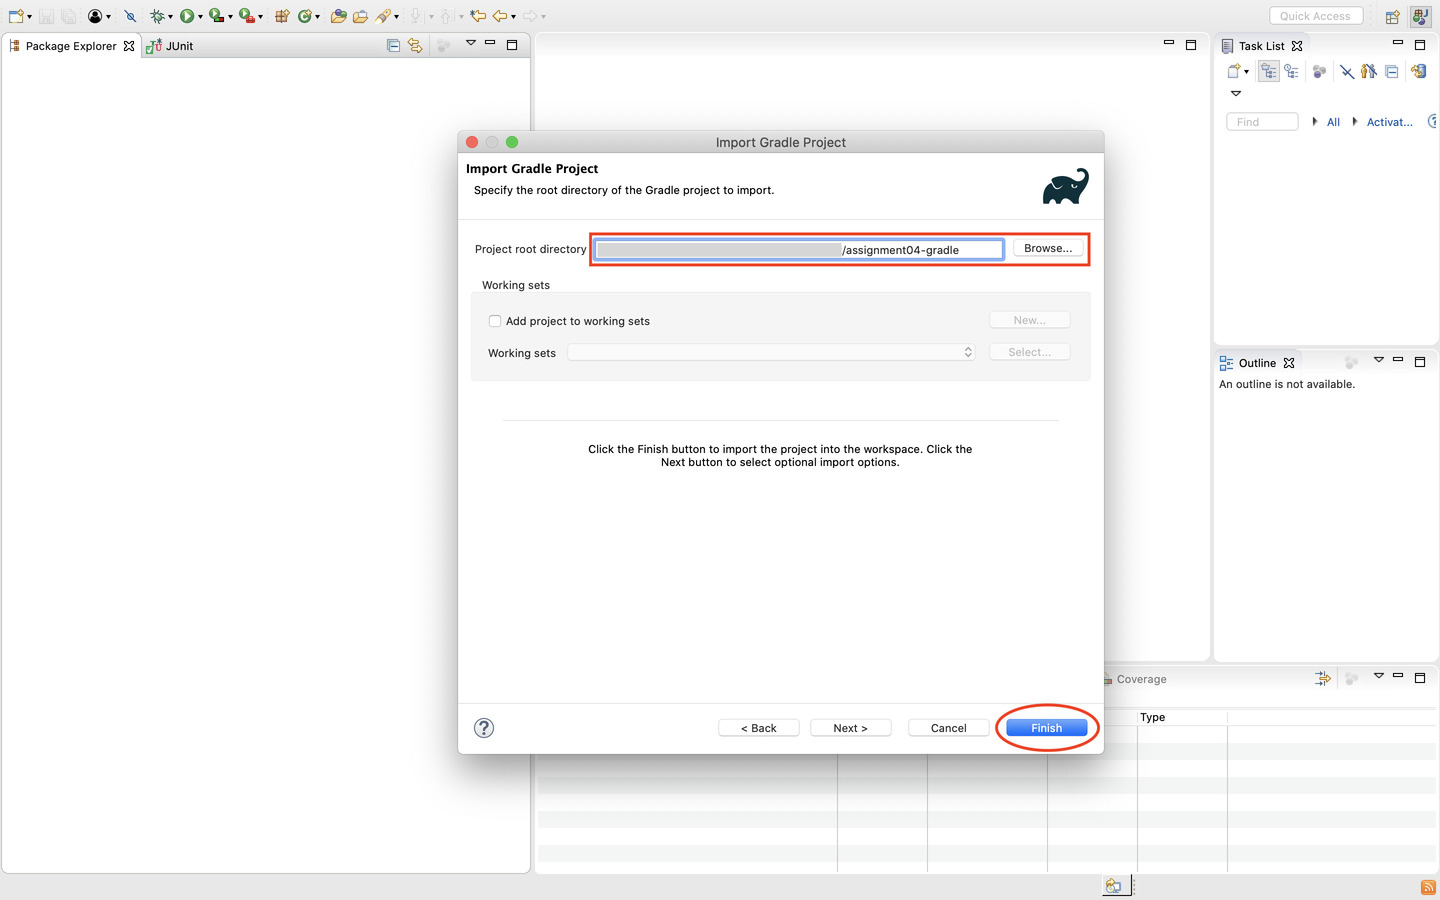 Quick Access
Package Explorer
JUnit
Task List
Find
All
Activat...
Import Gradle Project
Import Gradle Project
Specify the root directory of the Gradle project to import.
Project root directory
/assignment04-gradle
Browse...
Working sets
Add project to working sets
New...
Working sets
Select...
Outline
An outline is not available.
Click the Finish button to import the project into the workspace. Click the
Next button to select optional import options.
Coverage
Type
?
< Back
Next >
Cancel
Finish